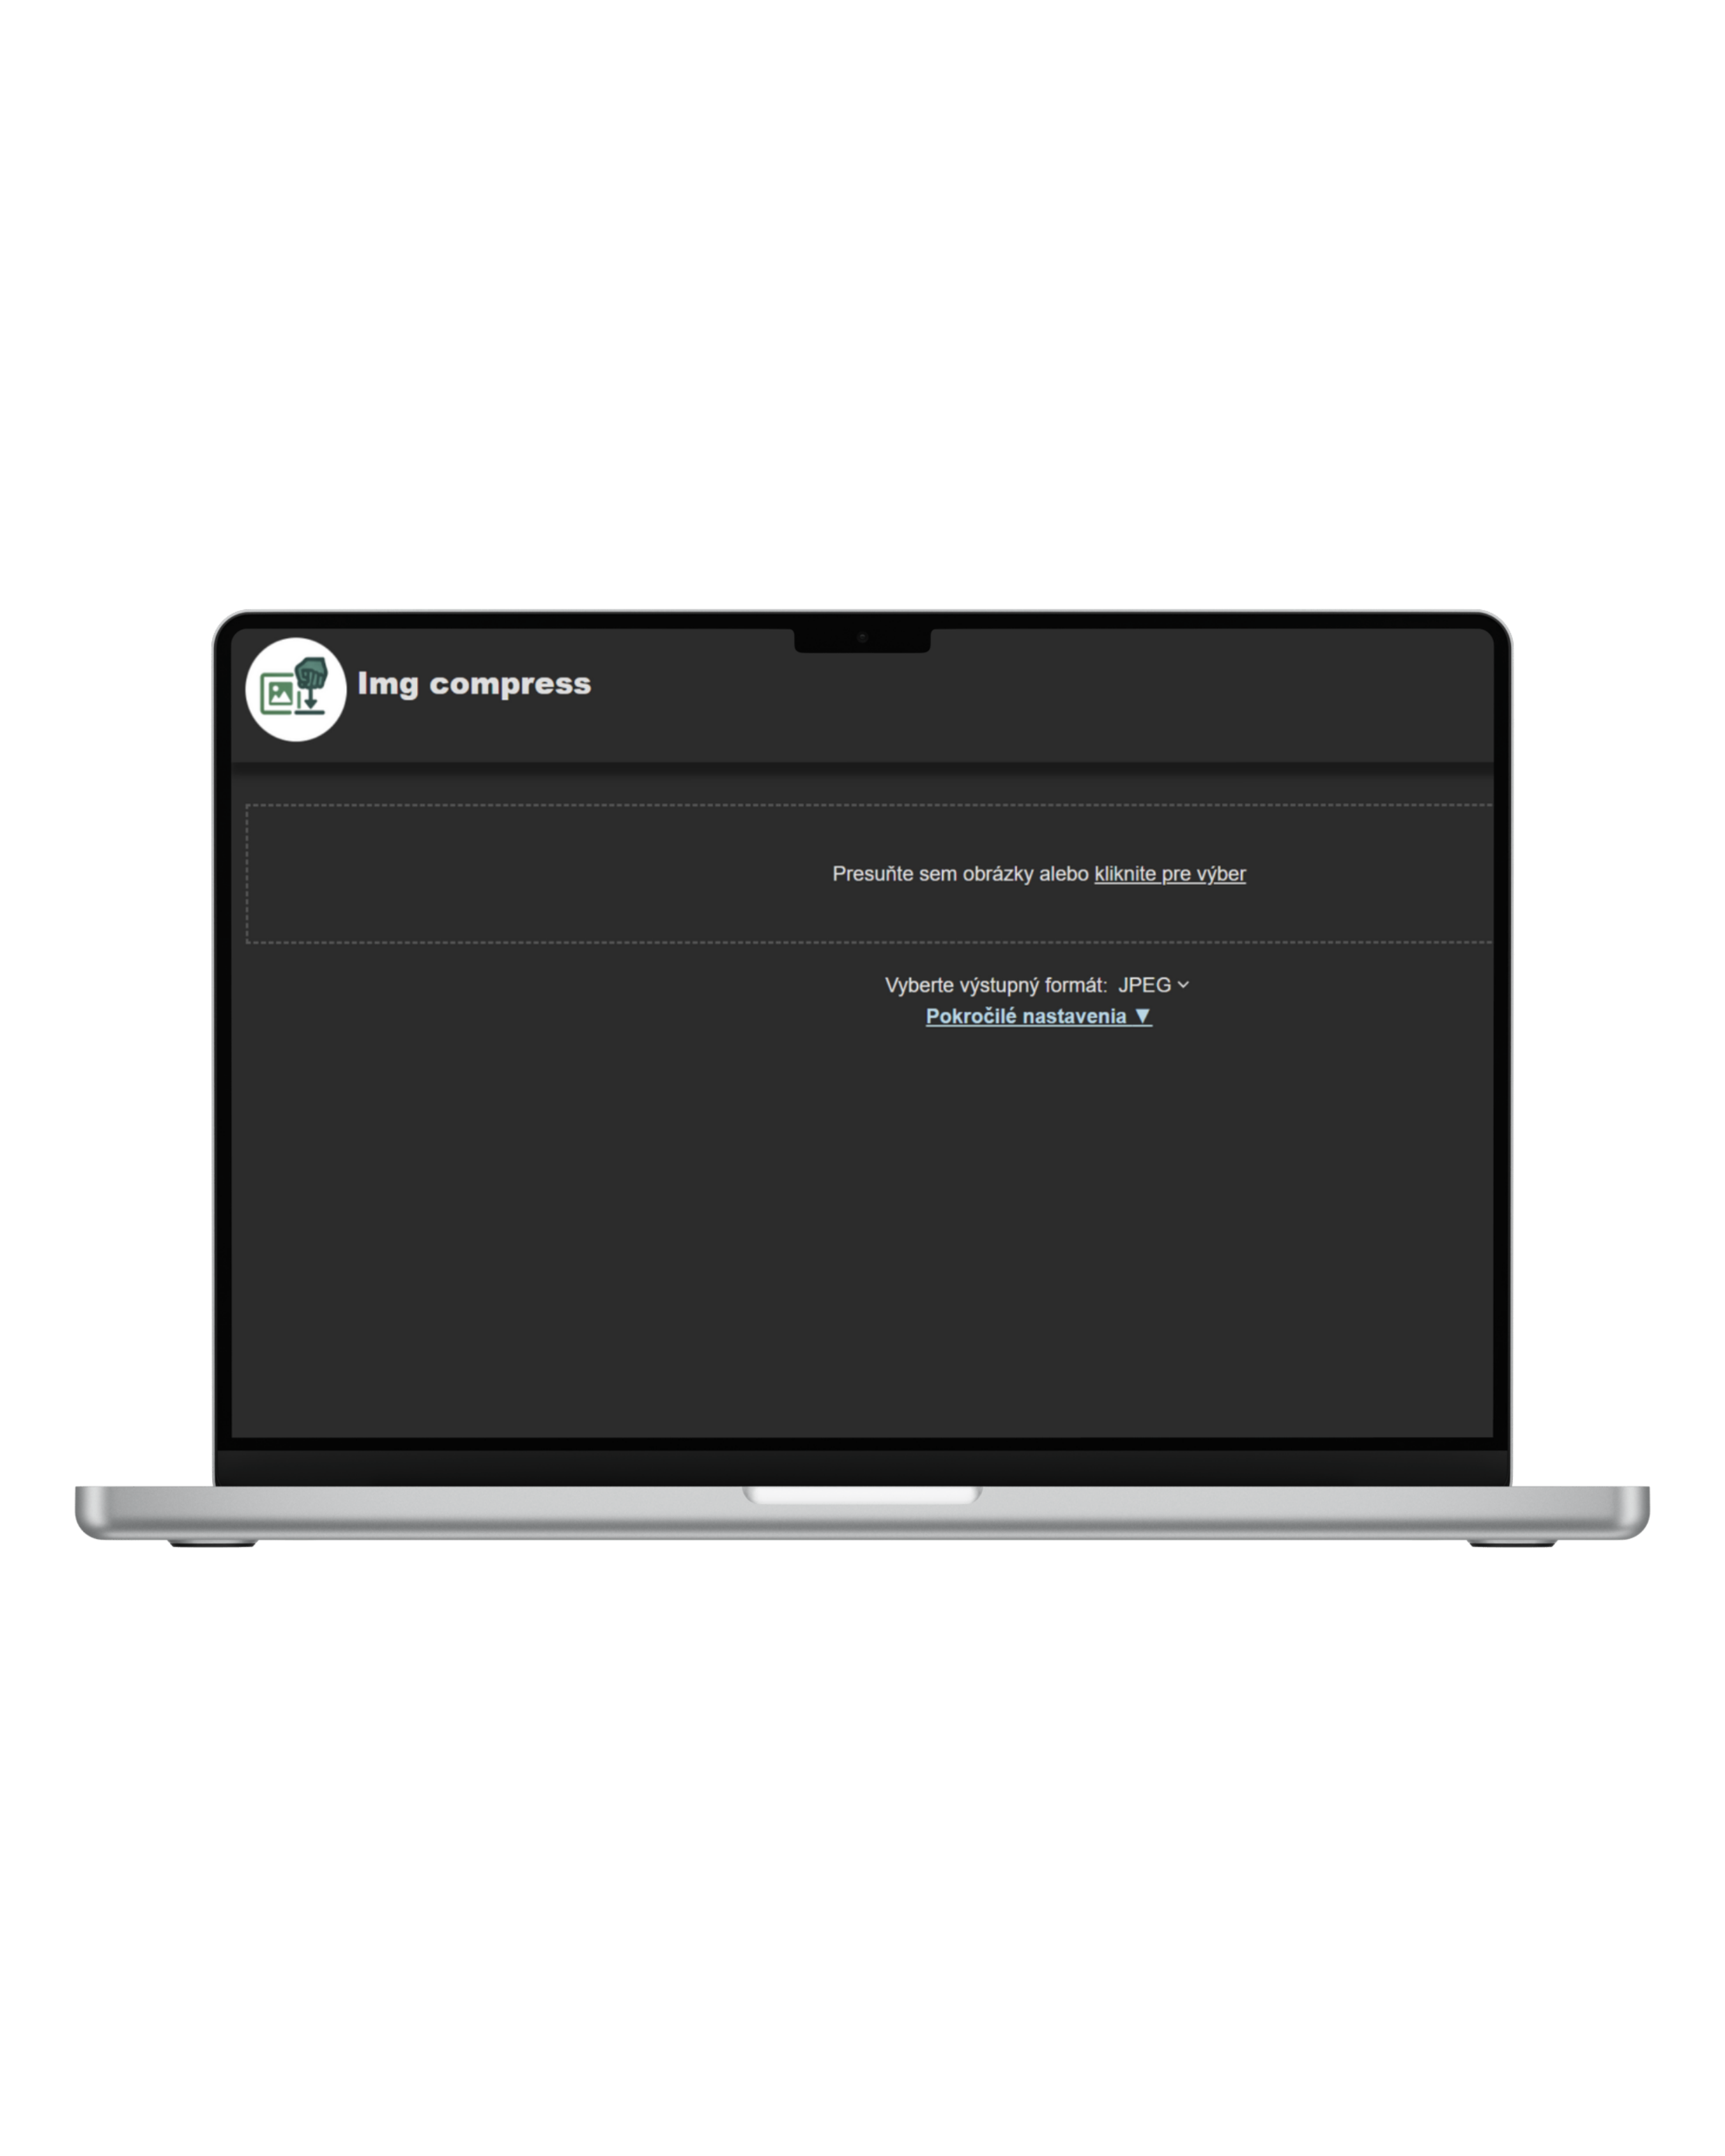 Img compress
Presuňte sem obrázky alebo kliknite pre výber
Vyberte výstupný formát: JPEG
Pokročilé nastavenia ▼